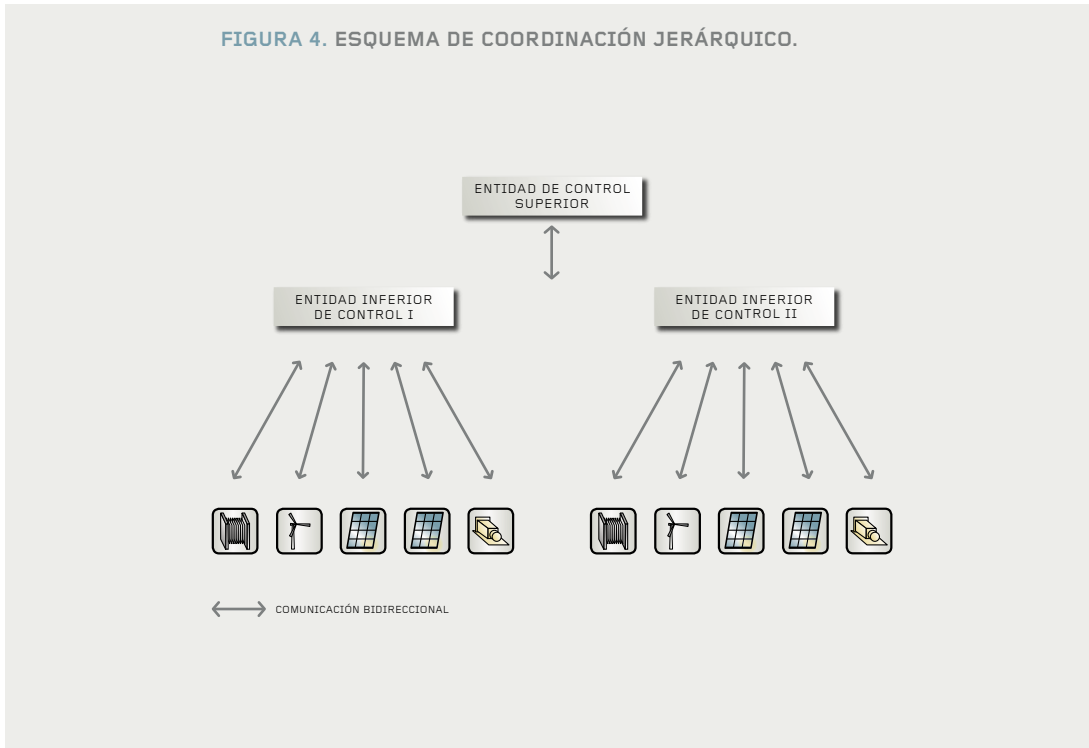 FIGURA 4. ESQUEMA DE COORDINACIÓN JERÁRQUICO.
ENTIDAD DE CONTROL
SUPERIOR
ENTIDAD INFERIOR
DE CONTROL I
ENTIDAD INFERIOR
DE CONTROL II
COMUNICACIÓN BIDIRECCIONAL